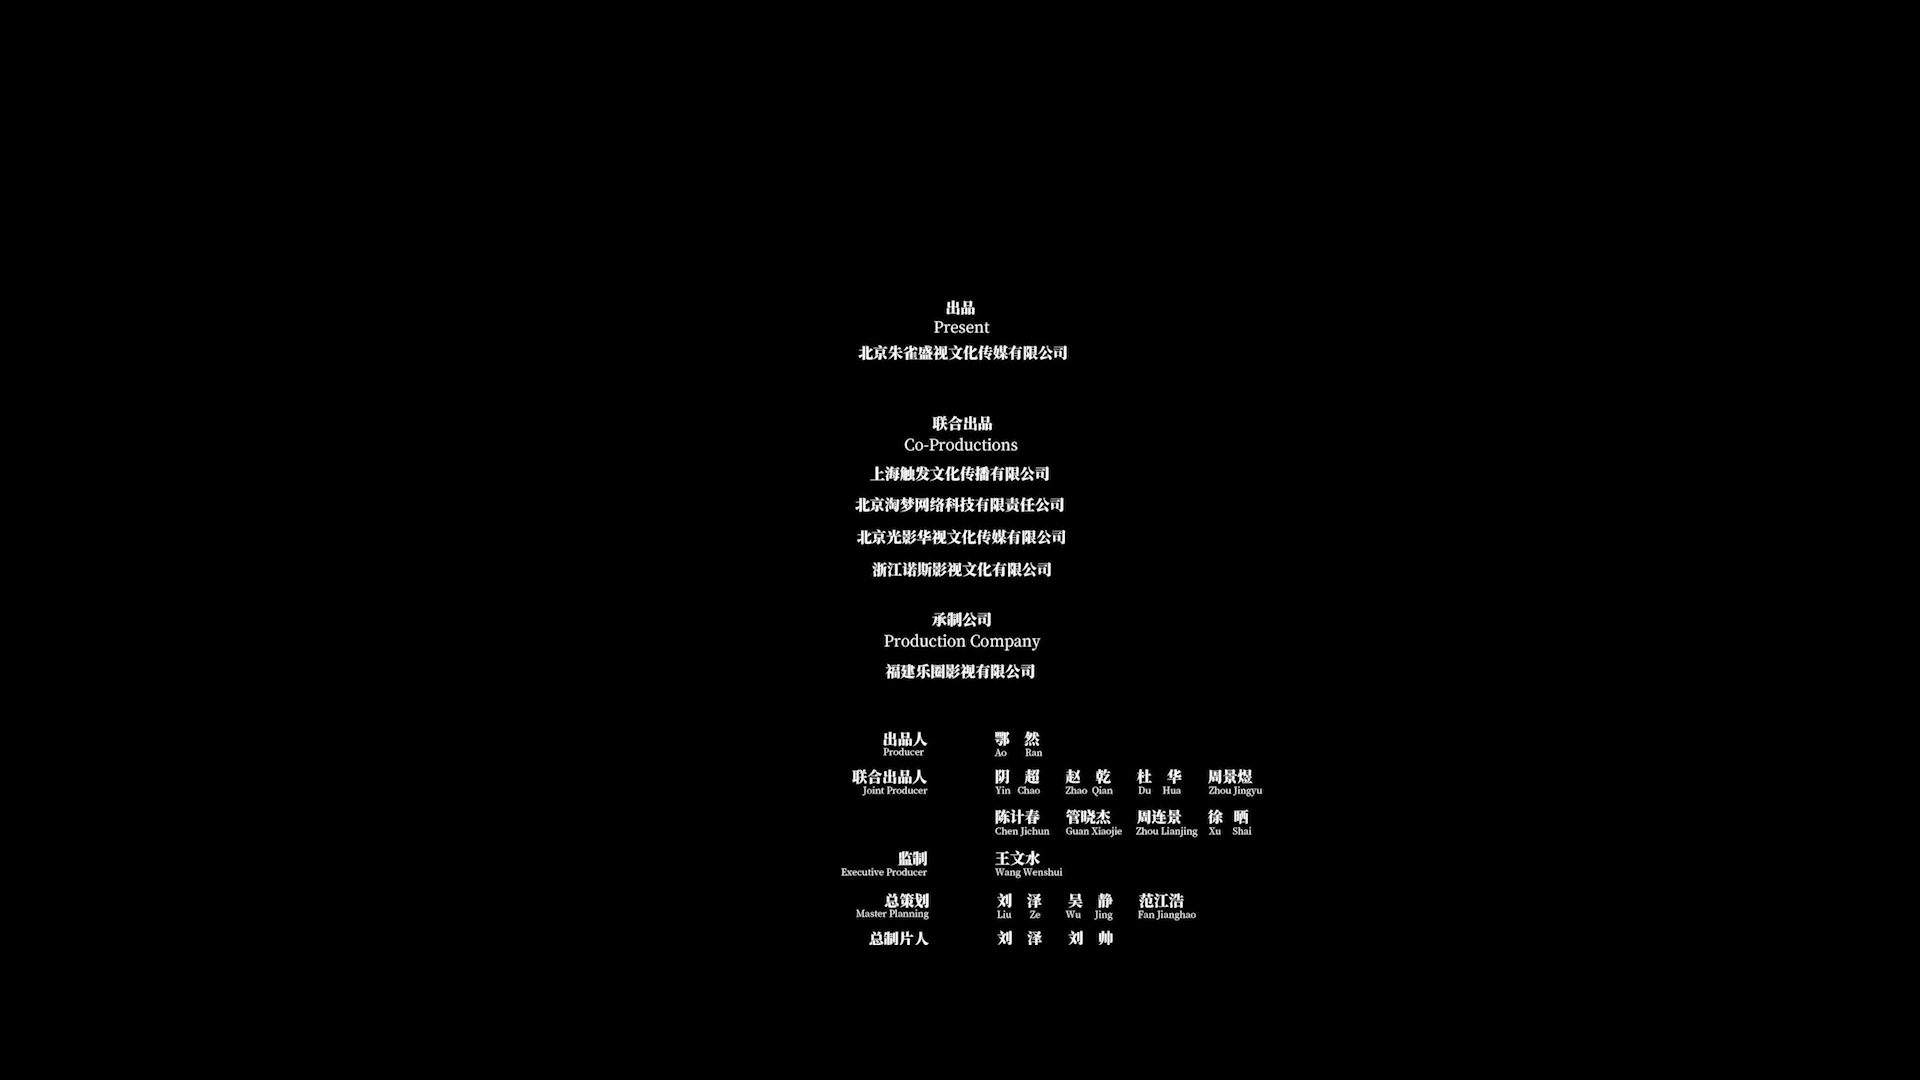 出品
Present
北京朱雀盛视文化传媒有限公司
联合出品
Co-Productions
上海触发文化传播有限公司
北京淘梦网络科技有限责任公司
北京光影华视文化传媒有限公司
浙江诺斯影视文化有限公司
承制公司
Production Company
福建乐圈影视有限公司
出品人 鄂 然
Producer Ao Ran
联合出品人 阴 超 赵 乾 杜 华 周景煜
Joint Producer Yin Chao Zhao Qian Du Hua Zhou Jingyu
陈计春 管晓杰 周连景 徐 晒
Chen Jichun Guan Xiaojie Zhou Lianjing Xu Shai
监制 王文水
Executive Producer Wang Wenshui
总策划 刘 泽 吴 静 范江浩
Master Planning Liu Ze Wu Jing Fan Jianghao
总制片人 刘 泽 刘 帅